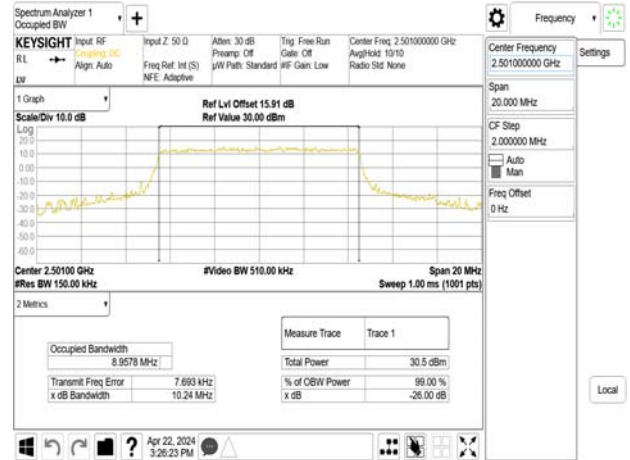 Spectrum Analyzer 1
Occupied BW
+
Frequency
KEYSIGHT
RL
Input: RF
Coupling: DC
Align: Auto
Input Z: 50 Ω
Freq Ref: Int (S)
NFE: Adaptive
Atten: 30 dB
Preamp: Off
µW Path: Standard
Trig: Free Run
Gate: Off
#IF Gain: Low
Center Freq: 2.501000000 GHz
Avg|Hold: 10/10
Radio Std: None
1 Graph
Scale/Div 10.0 dB
Ref Lvl Offset 15.91 dB
Ref Value 30.00 dBm
Log
20.0
10.0
0.00
-10.0
-20.0
-30.0
-40.0
-50.0
-60.0
Center 2.50100 GHz
#Res BW 150.00 kHz
#Video BW 510.00 kHz
Span 20 MHz
Sweep 1.00 ms (1001 pts)
2 Metrics
Occupied Bandwidth
8.9578 MHz
Transmit Freq Error 7.693 kHz
x dB Bandwidth 10.24 MHz
Measure Trace Trace 1
Total Power 30.5 dBm
% of OBW Power 99.00 %
x dB -26.00 dB
Center Frequency
2.501000000 GHz
Span
20.000 MHz
CF Step
2.000000 MHz
Auto
Man
Freq Offset
0 Hz
Settings
Local
?
Apr 22, 2024
3:26:23 PM